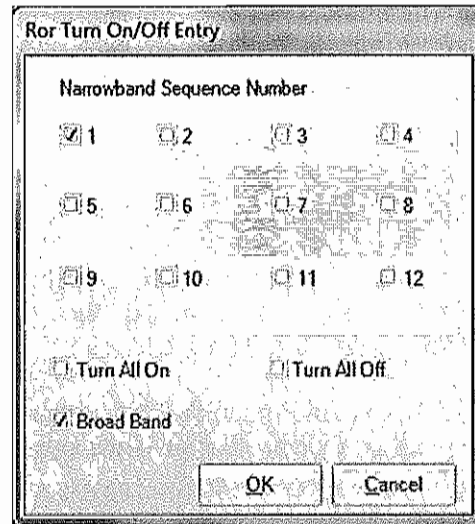 Ror Turn On/Off Entry
Narrowband Sequence Number
1 2 3 4
5 6 7 8
9 10 11 12
Turn All On Turn All Off
Broad Band
OK Cancel